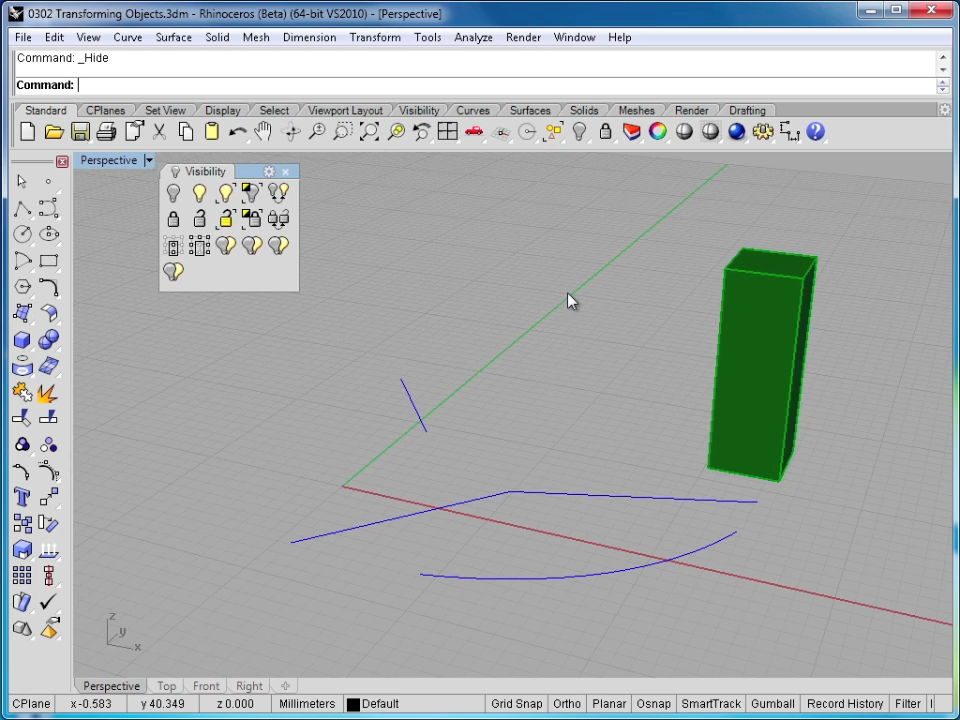 0302 Transforming Objects.3dm - Rhinoceros (Beta) (64-bit VS2010) - [Perspective]
File Edit View Curve Surface Solid Mesh Dimension Transform Tools Analyze Render Window Help
Command: _Hide
Command:
Standard CPlanes Set View Display Select Viewport Layout Visibility Curves Surfaces Solids Meshes Render Drafting
Perspective
Visibility
z
y
x
Perspective Top Front Right
CPlane x -0.583 y 40.349 z 0.000 Millimeters Default Grid Snap Ortho Planar Osnap SmartTrack Gumball Record History Filter